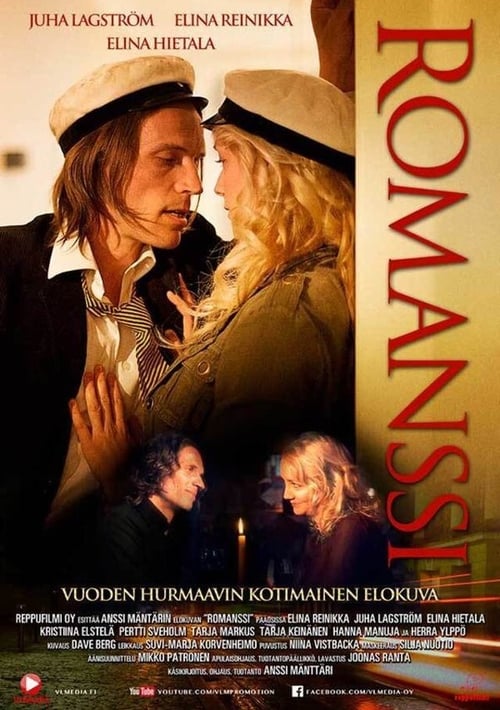 JUHA LAGSTRÖM ELINA REINIKKA
ELINA HIETALA
ROMANSSI
VUODEN HURMAAVIN KOTIMAINEN ELOKUVA
REPPUFILMI OY ESITTÄÄ ANSSI MÄNTTÄRIN ELOKUVAN "ROMANSSI" PÄÄOSISSA ELINA REINIKKA JUHA LAGSTRÖM ELINA HIETALA
KRISTIINA ELSTELÄ PERTTI SVEHOLM TARJA MARKUS TARJA KEINÄNEN HANNA MANUJA JA HERRA YLPPÖ
KUVAUS DAVE BERG LEIKKAUS SUVI-MARJA KORVENHEIMO PUVUSTUS NIINA VISTBACKA MASKEERAUS SILJA NUOTIO
ÄÄNISUUNNITTELU MIKKO PATRONEN APULAISOHJAUS, TUOTANTOPÄÄLLIKKÖ, LAVASTUS JOONAS RANTA
KÄSIKIRJOITUS, OHJAUS, TUOTANTO ANSSI MÄNTTÄRI
VLMEDIA.FI YouTube YOUTUBE.COM/VLMPROMOTION FACEBOOK.COM/VLMEDIA-OY